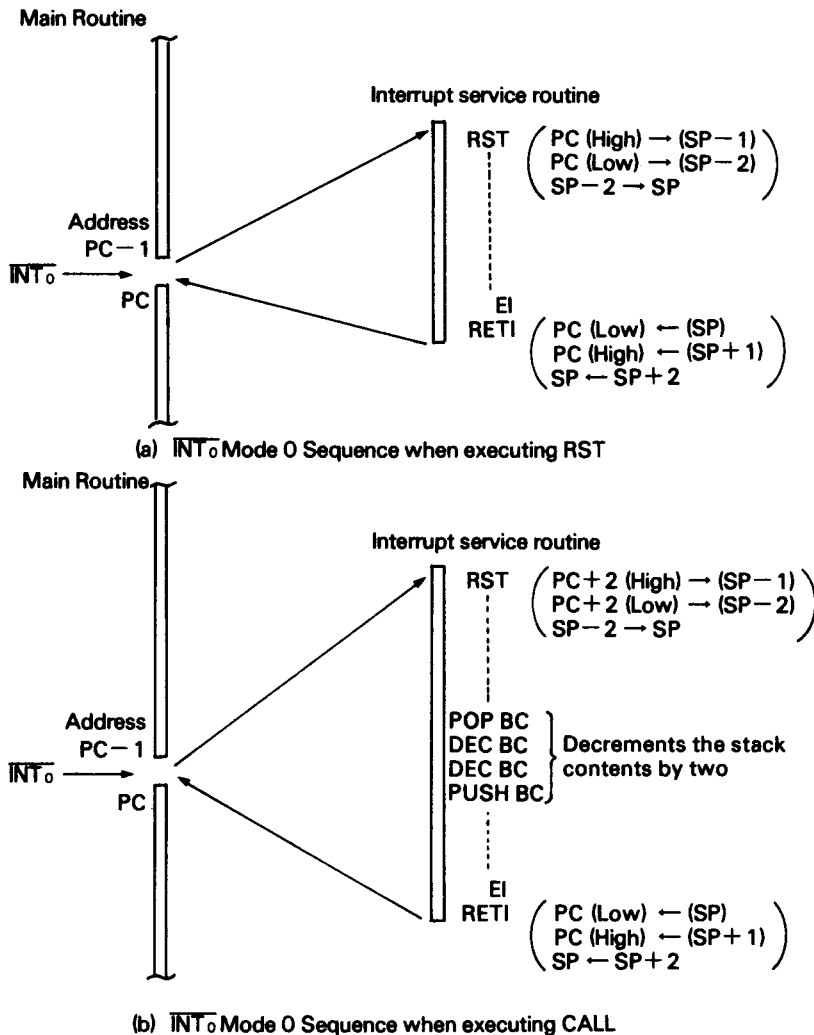 Main Routine
Interrupt service routine
RST
PC (High) → (SP−1)
PC (Low) → (SP−2)
SP−2 → SP
Address
PC−1
INT0
PC
EI
RETI
PC (Low) ← (SP)
PC (High) ← (SP+1)
SP ← SP+2
(a) INT0 Mode 0 Sequence when executing RST
Main Routine
Interrupt service routine
RST
PC+2 (High) → (SP−1)
PC+2 (Low) → (SP−2)
SP−2 → SP
Address
PC−1
INT0
PC
POP BC
DEC BC
DEC BC
PUSH BC
Decrements the stack
contents by two
EI
RETI
PC (Low) ← (SP)
PC (High) ← (SP+1)
SP ← SP+2
(b) INT0 Mode 0 Sequence when executing CALL